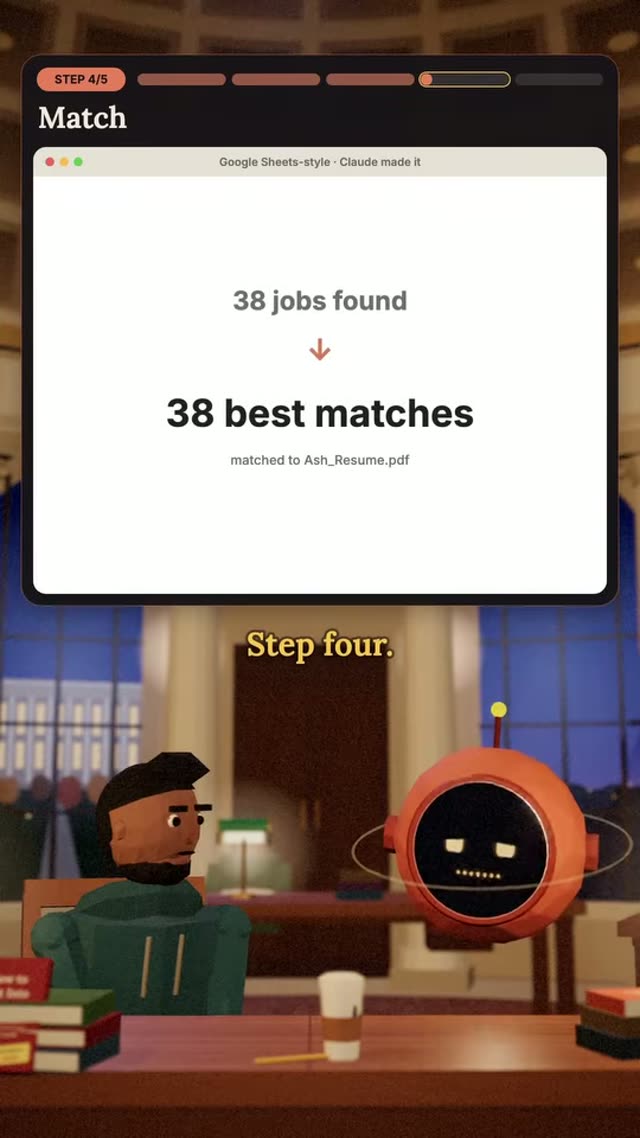 STEP 4/5
Match
Google Sheets-style · Claude made it
38 jobs found
38 best matches
matched to Ash_Resume.pdf
Step four.